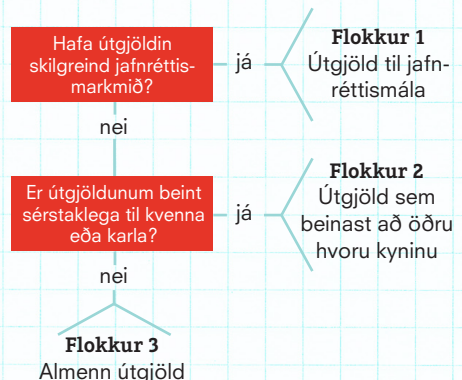 Hafa útgjöldin
skilgreind jafnréttis-
markmið?
já
Flokkur 1
Útgjöld til jafn-
réttismála
nei
Er útgjöldunum beint
sérstaklega til kvenna
eða karla?
já
Flokkur 2
Útgjöld sem
beinast að öðru
hvoru kyninu
nei
Flokkur 3
Almenn útgjöld